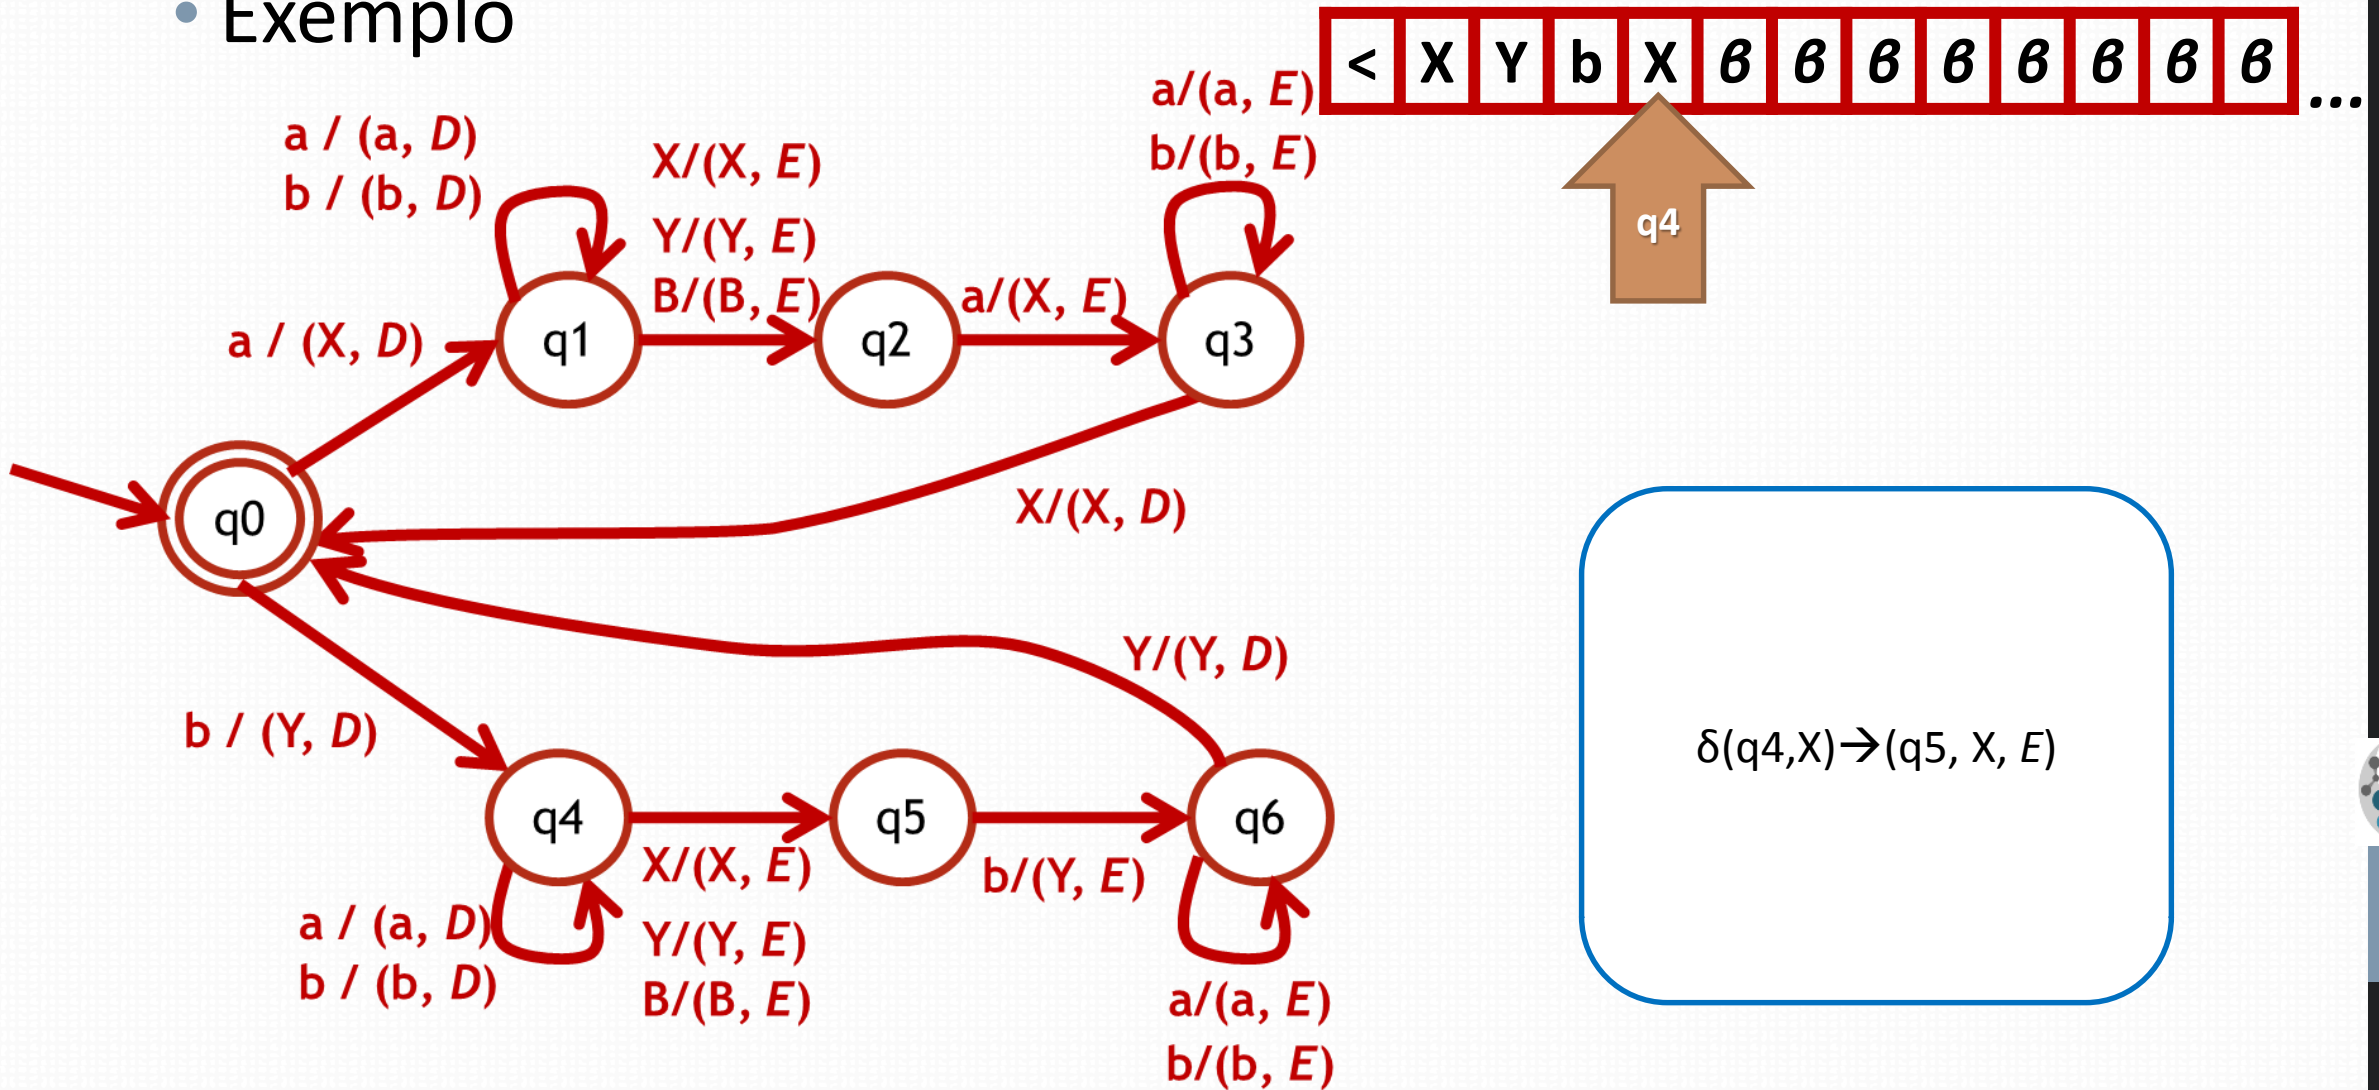 • Exemplo
< X Y b X β β β β β β β β ...
q4
a / (a, D)
b / (b, D)
X/(X, E)
Y/(Y, E)
B/(B, E)
a/(a, E)
b/(b, E)
a / (X, D)
q1
a/(X, E)
q2
q3
q0
X/(X, D)
Y/(Y, D)
b / (Y, D)
q4
q5
q6
X/(X, E)
Y/(Y, E)
B/(B, E)
b/(Y, E)
a / (a, D)
b / (b, D)
a/(a, E)
b/(b, E)
δ(q4,X)→(q5, X, E)